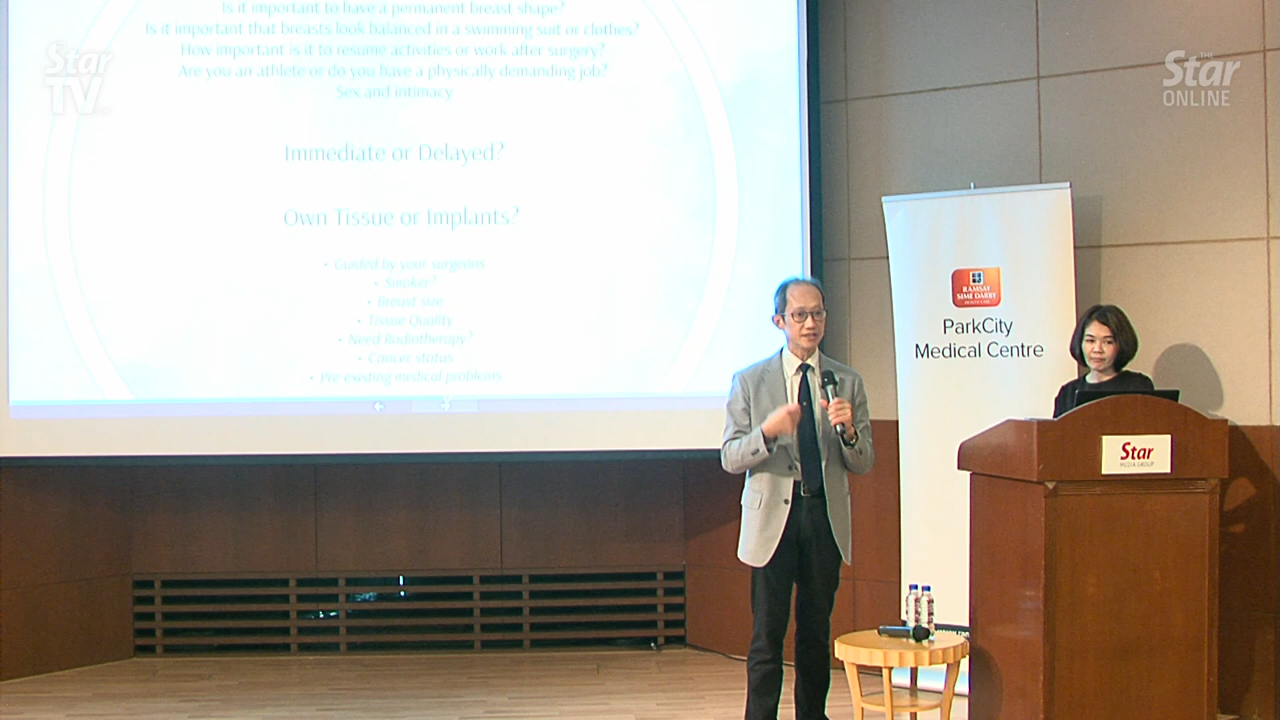 Is it important to have a permanent breast shape?
Is it important that breasts look balanced in a swimming suit or clothes?
How important is it to resume activities or work after surgery?
Are you an athlete or do you have a physically demanding job?
Sex and intimacy
Immediate or Delayed?
Own Tissue or Implants?
• Guided by your surgeons
• Smoker?
• Breast size
• Tissue Quality
• Need Radiotherapy?
• Cancer status
• Pre existing medical problems
Star
TV
THE
Star
ONLINE
RAMSAY
SIME DARBY
HEALTH CARE
ParkCity
Medical Centre
Star
MEDIA GROUP